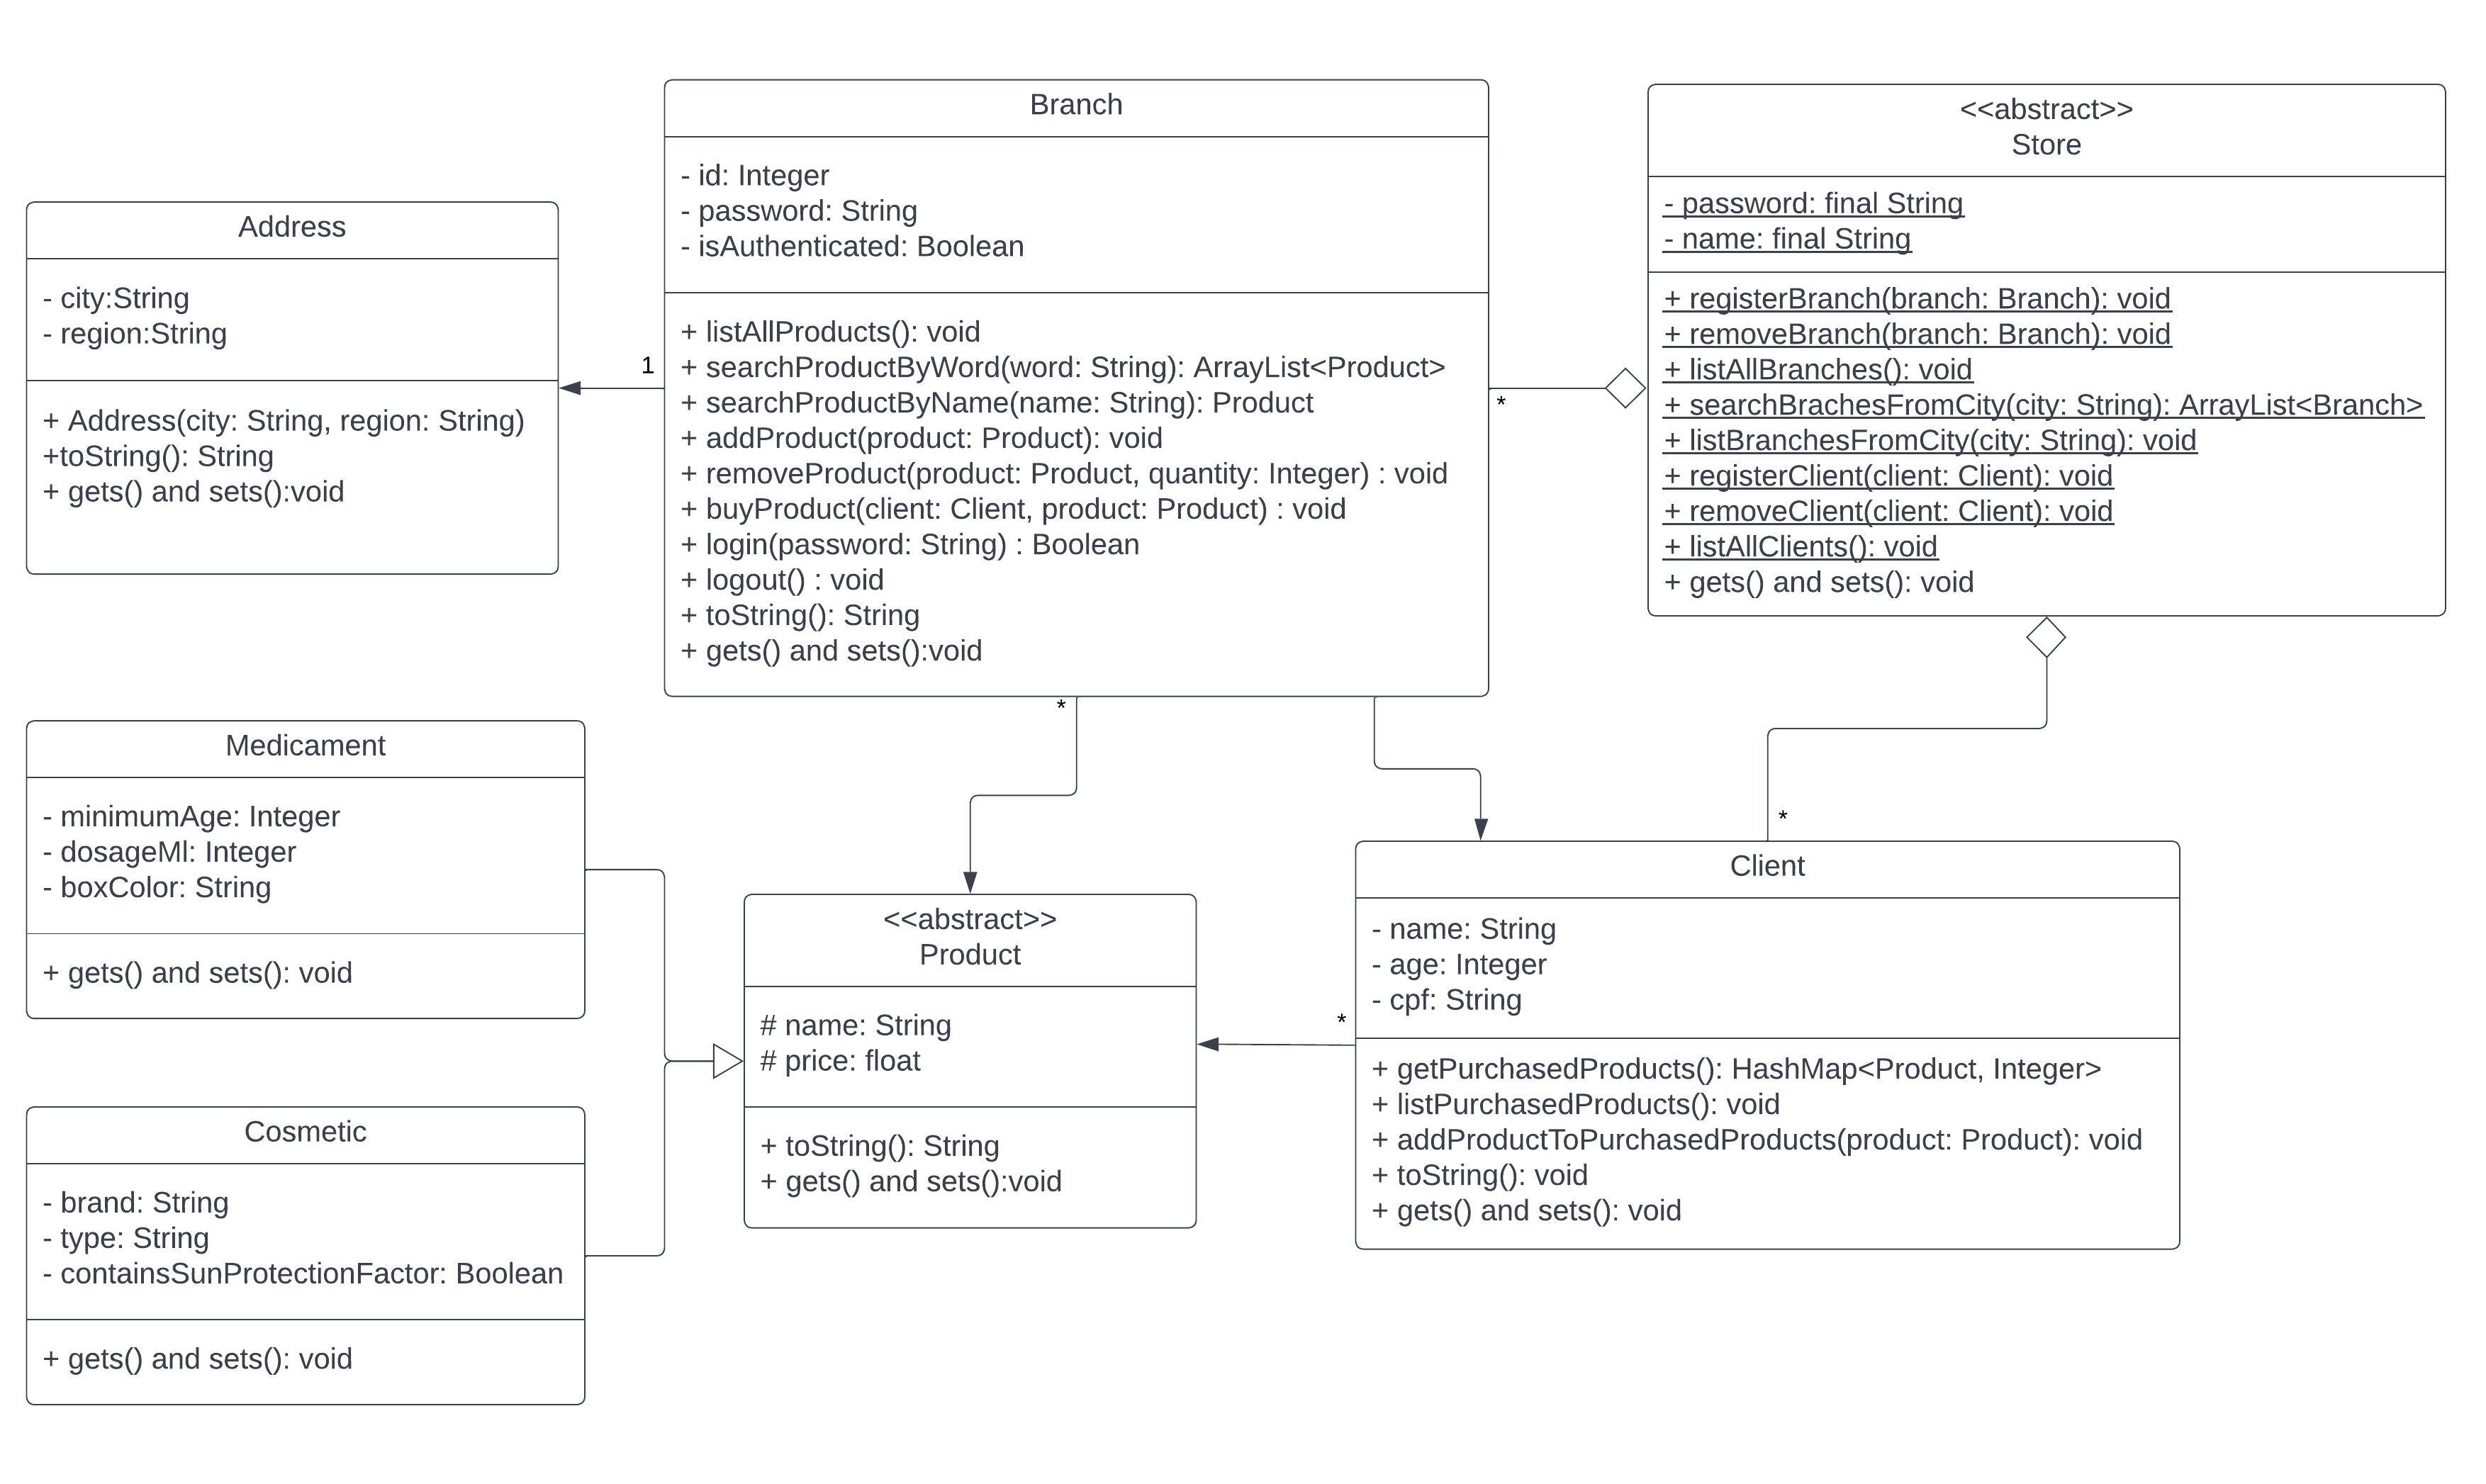 Branch
- id: Integer
- password: String
- isAuthenticated: Boolean
+ listAllProducts(): void
+ searchProductByWord(word: String): ArrayList<Product>
+ searchProductByName(name: String): Product
+ addProduct(product: Product): void
+ removeProduct(product: Product, quantity: Integer) : void
+ buyProduct(client: Client, product: Product) : void
+ login(password: String) : Boolean
+ logout() : void
+ toString(): String
+ gets() and sets():void
<<abstract>>
Store
- password: final String
- name: final String
+ registerBranch(branch: Branch): void
+ removeBranch(branch: Branch): void
+ listAllBranches(): void
+ searchBrachesFromCity(city: String): ArrayList<Branch>
+ listBranchesFromCity(city: String): void
+ registerClient(client: Client): void
+ removeClient(client: Client): void
+ listAllClients(): void
+ gets() and sets(): void
Address
- city:String
- region:String
+ Address(city: String, region: String)
+toString(): String
+ gets() and sets():void
1
*
*
*
Medicament
- minimumAge: Integer
- dosageMl: Integer
- boxColor: String
+ gets() and sets(): void
<<abstract>>
Product
# name: String
# price: float
+ toString(): String
+ gets() and sets():void
*
Client
- name: String
- age: Integer
- cpf: String
+ getPurchasedProducts(): HashMap<Product, Integer>
+ listPurchasedProducts(): void
+ addProductToPurchasedProducts(product: Product): void
+ toString(): void
+ gets() and sets(): void
Cosmetic
- brand: String
- type: String
- containsSunProtectionFactor: Boolean
+ gets() and sets(): void